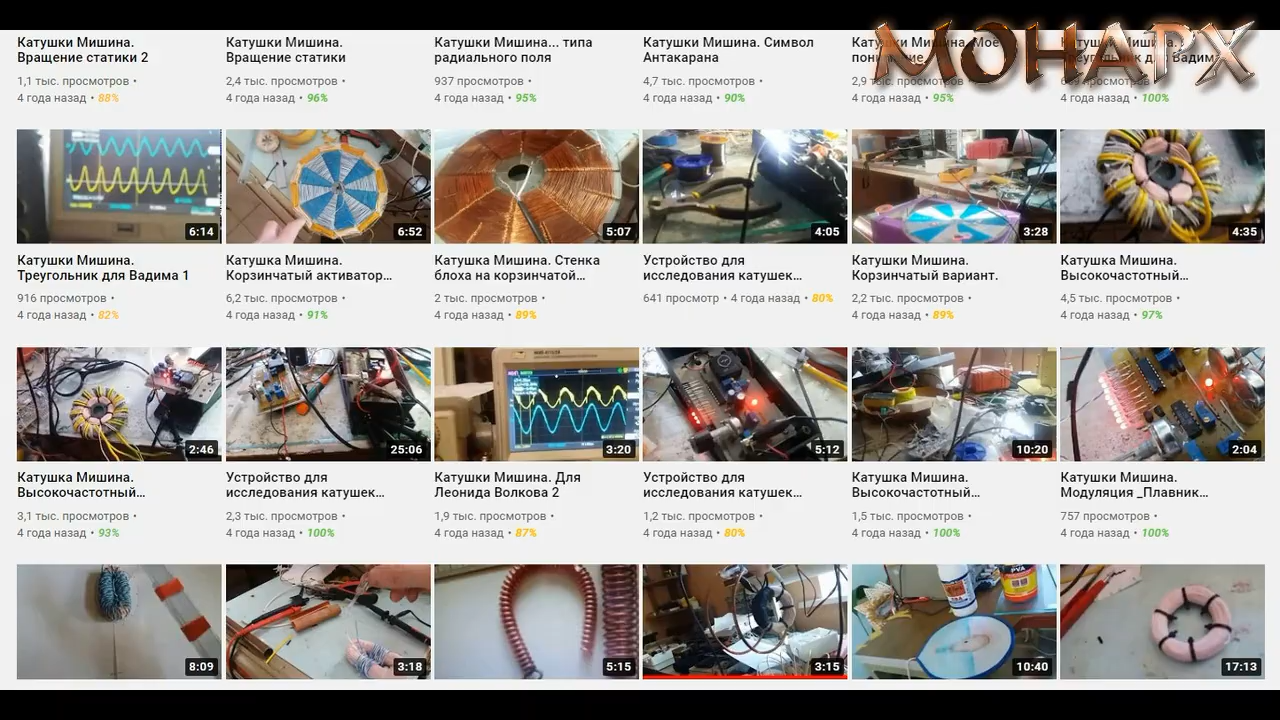 МОНАРХ
Катушки Мишина.
Вращение статики 2
1,1 тыс. просмотров •
4 года назад • 88%
Катушки Мишина.
Вращение статики
2,4 тыс. просмотров •
4 года назад • 96%
Катушки Мишина... типа
радиального поля
937 просмотров •
4 года назад • 95%
Катушки Мишина. Символ
Антакарана
4,7 тыс. просмотров •
4 года назад • 90%
Катушки Мишина. Мое
2,9 тыс. просмотров •
4 года назад • 95%
Катушки Мишина.
Треугольник для Вадима
просмотров •
4 года назад • 100%
6:14
6:52
5:07
4:05
3:28
4:35
Катушки Мишина.
Треугольник для Вадима 1
916 просмотров •
4 года назад • 82%
Катушка Мишина.
Корзинчатый активатор...
6,2 тыс. просмотров •
4 года назад • 91%
Катушка Мишина. Стенка
блоха на корзинчатой...
2 тыс. просмотров •
4 года назад • 89%
Устройство для
исследования катушек...
641 просмотр • 4 года назад • 80%
Катушки Мишина.
Корзинчатый вариант.
2,2 тыс. просмотров •
4 года назад • 89%
Катушка Мишина.
Высокочастотный...
4,5 тыс. просмотров •
4 года назад • 97%
2:46
25:06
3:20
5:12
10:20
2:04
Катушка Мишина.
Высокочастотный...
3,1 тыс. просмотров •
4 года назад • 93%
Устройство для
исследования катушек...
2,3 тыс. просмотров •
4 года назад • 100%
Катушки Мишина. Для
Леонида Волкова 2
1,9 тыс. просмотров •
4 года назад • 87%
Устройство для
исследования катушек...
1,2 тыс. просмотров •
4 года назад • 80%
Катушка Мишина.
Высокочастотный...
1,5 тыс. просмотров •
4 года назад • 100%
Катушки Мишина.
Модуляция _Плавник...
757 просмотров •
4 года назад • 100%
8:09
3:18
5:15
3:15
10:40
17:13
PVA